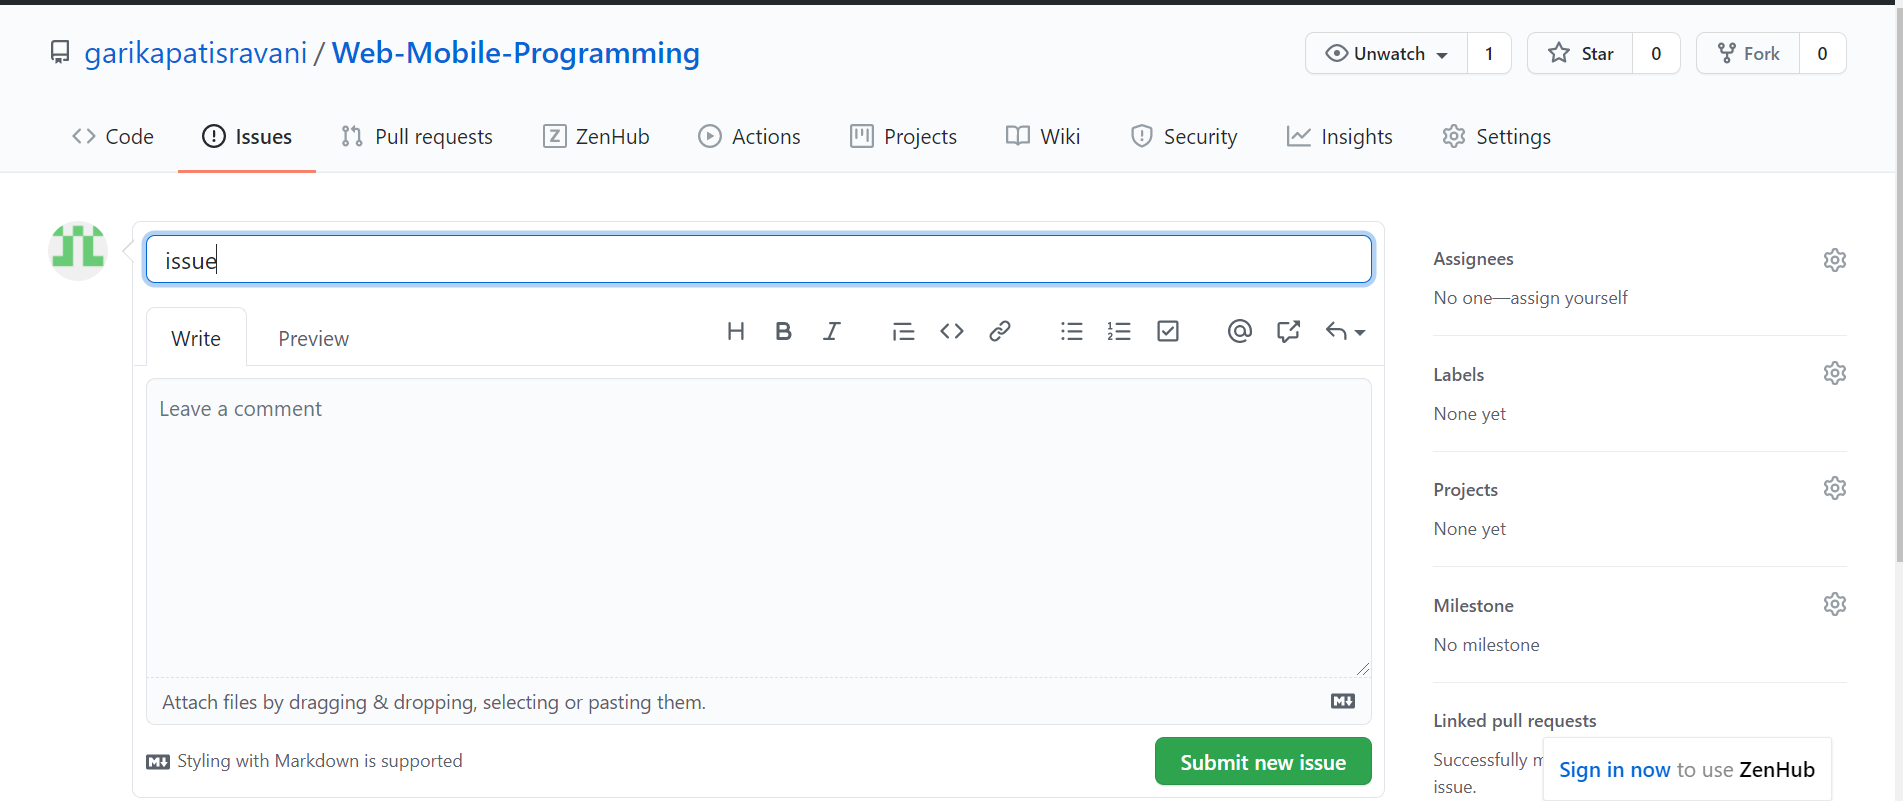 garikapatisravani / Web-Mobile-Programming
Unwatch 1 Star 0 Fork 0
Code Issues Pull requests ZenHub Actions Projects Wiki Security Insights Settings
issue
Write Preview
Leave a comment
Attach files by dragging & dropping, selecting or pasting them.
Styling with Markdown is supported
Submit new issue
Assignees
No one—assign yourself
Labels
None yet
Projects
None yet
Milestone
No milestone
Linked pull requests
Successfully
issue.
Sign in now to use ZenHub